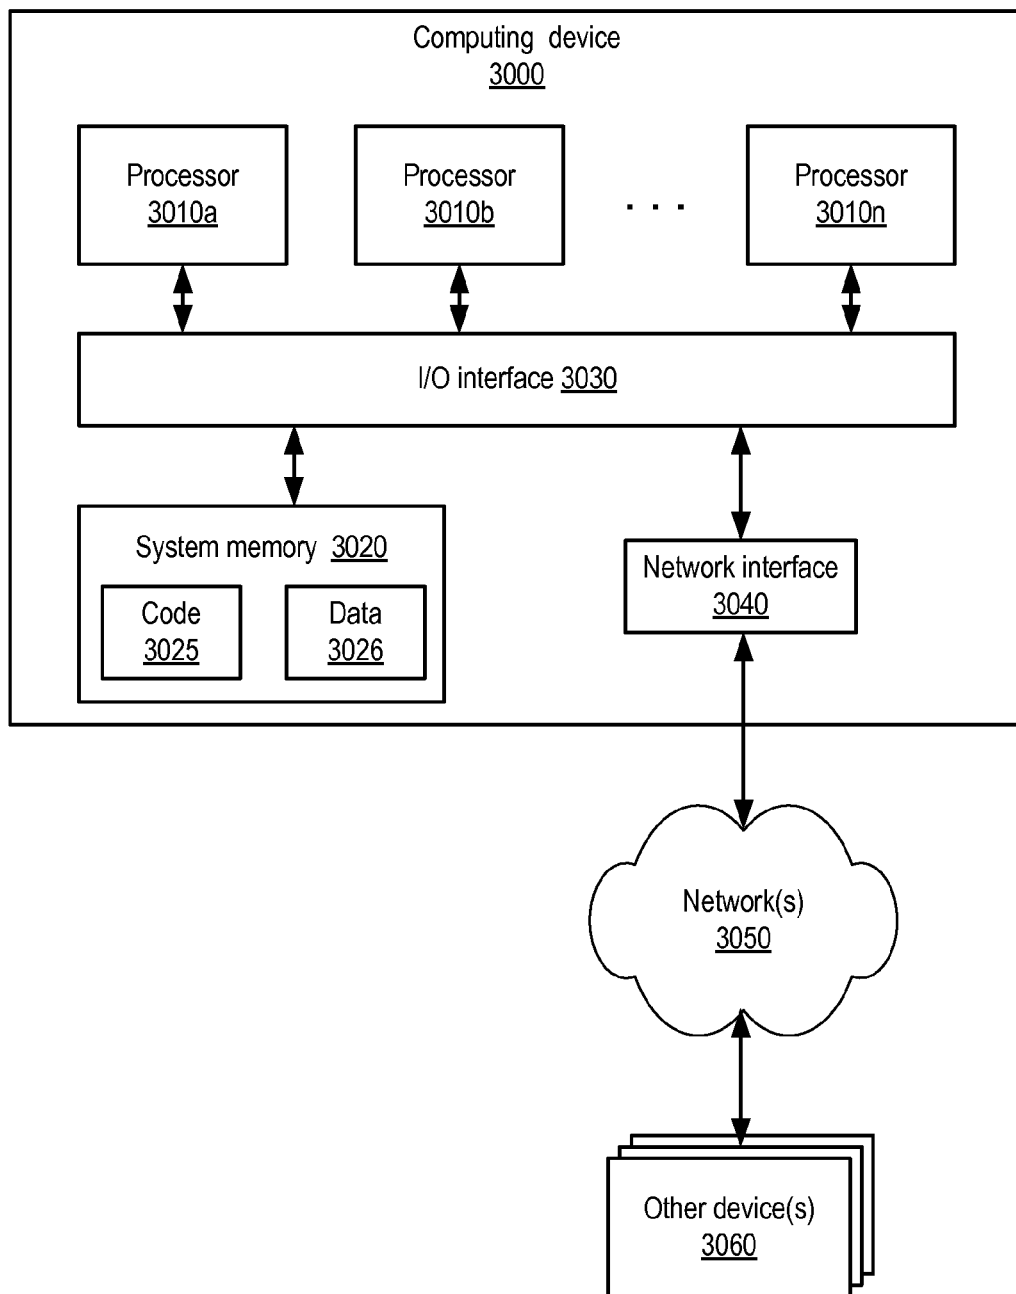 Computing device
3000
Processor
3010a
Processor
3010b
. . .
Processor
3010n
I/O interface 3030
System memory 3020
Code
3025
Data
3026
Network interface
3040
Network(s)
3050
Other device(s)
3060